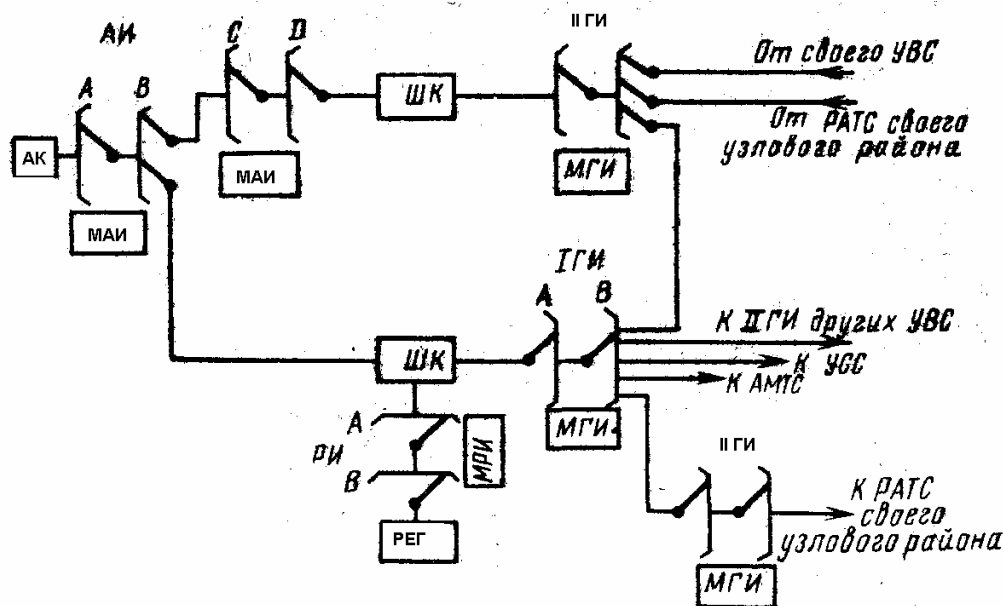 АИ
C
D
II ГИ
A
B
ШК
От своего УВС
От РАТС своего
узлового района
АК
МАИ
МАИ
МГИ
I ГИ
A
B
К II ГИ других УВС
К УСС
К АМТС
ШК
МГИ
A
РИ
B
МРИ
РЕГ
II ГИ
К РАТС
своего
узлового района
МГИ